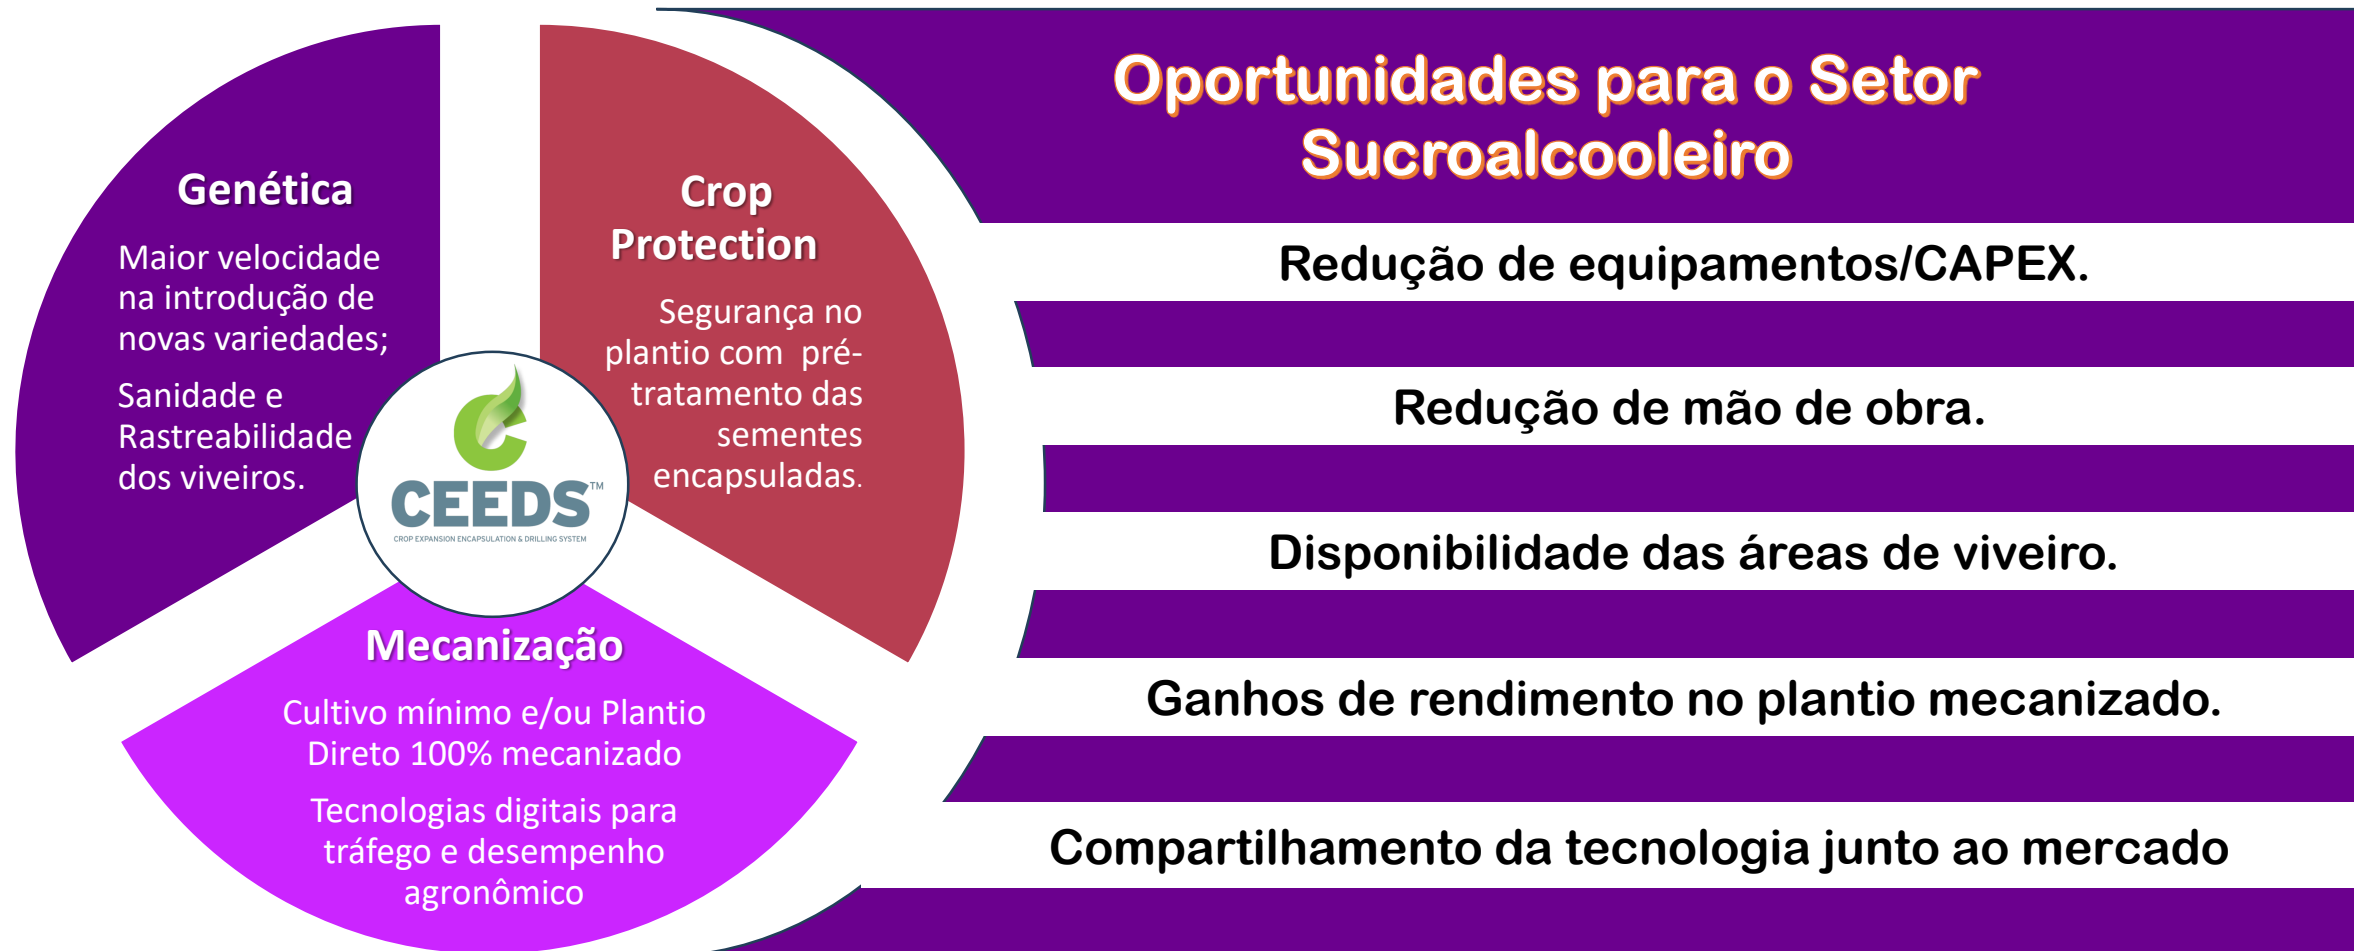 Genética
Maior velocidade
na introdução de
novas variedades;
Sanidade e
Rastreabilidade
dos viveiros.
Crop
Protection
Segurança no
plantio com  pré-
tratamento das
sementes
encapsuladas.
CEEDS™
CROP EXPANSION ENCAPSULATION & DRILLING SYSTEM
Mecanização
Cultivo mínimo e/ou Plantio
Direto 100% mecanizado
Tecnologias digitais para
tráfego e desempenho
agronômico
Oportunidades para o Setor
Sucroalcooleiro
Redução de equipamentos/CAPEX.
Redução de mão de obra.
Disponibilidade das áreas de viveiro.
Ganhos de rendimento no plantio mecanizado.
Compartilhamento da tecnologia junto ao mercado